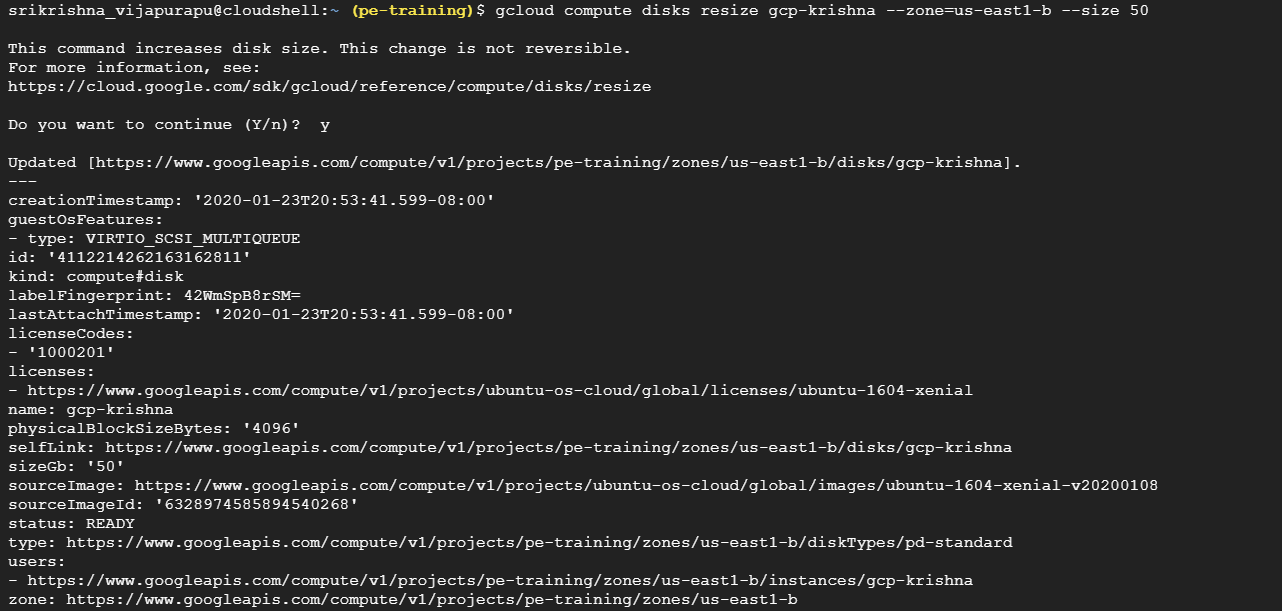 srikrishna_vijapurapu@cloudshell:~ (pe-training)$ gcloud compute disks resize gcp-krishna --zone=us-east1-b --size 50
This command increases disk size. This change is not reversible.
For more information, see:
https://cloud.google.com/sdk/gcloud/reference/compute/disks/resize
Do you want to continue (Y/n)?  y
Updated [https://www.googleapis.com/compute/v1/projects/pe-training/zones/us-east1-b/disks/gcp-krishna].
---
creationTimestamp: '2020-01-23T20:53:41.599-08:00'
guestOsFeatures:
- type: VIRTIO_SCSI_MULTIQUEUE
id: '4112214262163162811'
kind: compute#disk
labelFingerprint: 42WmSpB8rSM=
lastAttachTimestamp: '2020-01-23T20:53:41.599-08:00'
licenseCodes:
- '1000201'
licenses:
- https://www.googleapis.com/compute/v1/projects/ubuntu-os-cloud/global/licenses/ubuntu-1604-xenial
name: gcp-krishna
physicalBlockSizeBytes: '4096'
selfLink: https://www.googleapis.com/compute/v1/projects/pe-training/zones/us-east1-b/disks/gcp-krishna
sizeGb: '50'
sourceImage: https://www.googleapis.com/compute/v1/projects/ubuntu-os-cloud/global/images/ubuntu-1604-xenial-v20200108
sourceImageId: '6328974585894540268'
status: READY
type: https://www.googleapis.com/compute/v1/projects/pe-training/zones/us-east1-b/diskTypes/pd-standard
users:
- https://www.googleapis.com/compute/v1/projects/pe-training/zones/us-east1-b/instances/gcp-krishna
zone: https://www.googleapis.com/compute/v1/projects/pe-training/zones/us-east1-b